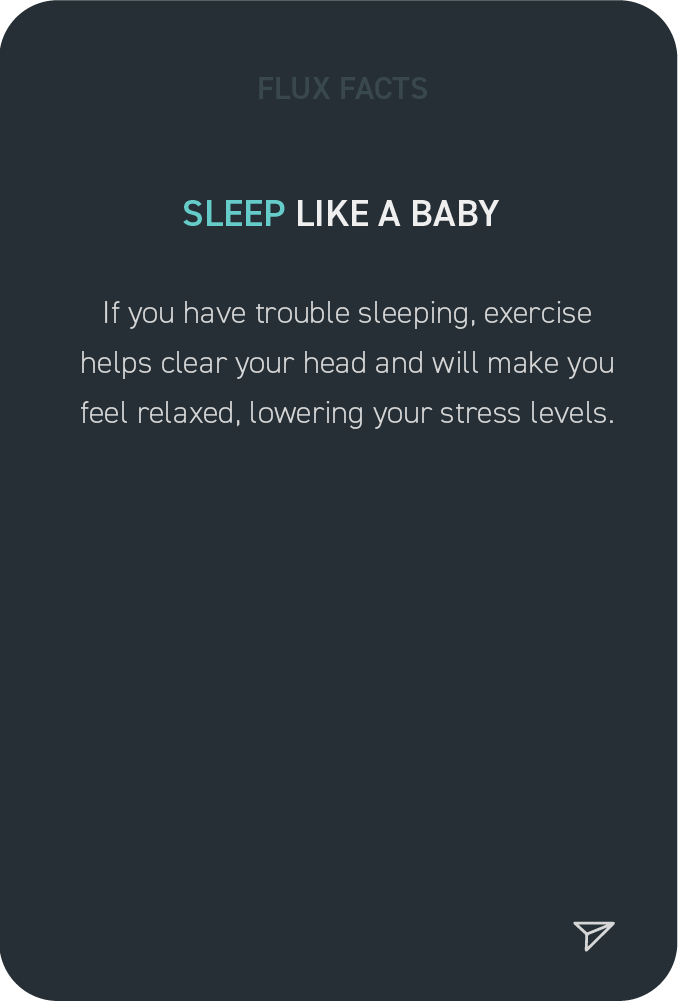 FLUX FACTS
SLEEP LIKE A BABY
If you have trouble sleeping, exercise
helps clear your head and will make you
feel relaxed, lowering your stress levels.